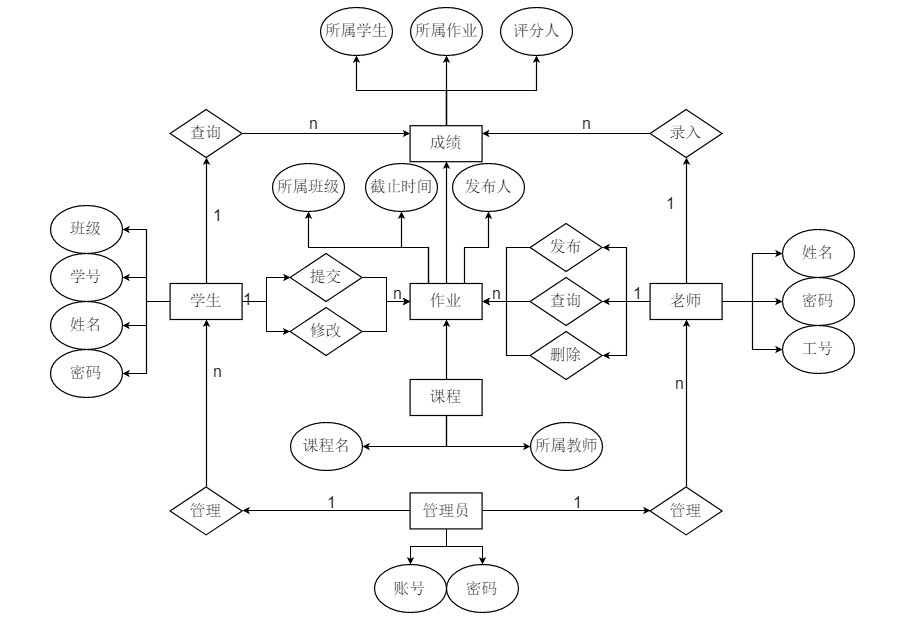 所属学生
所属作业
评分人
查询
n
成绩
n
录入
所属班级
截止时间
发布人
1
1
班级
学号
姓名
密码
学生
1
提交
修改
n
作业
n
发布
查询
删除
1
老师
姓名
密码
工号
n
课程
n
课程名
所属教师
管理
1
管理员
1
管理
账号
密码